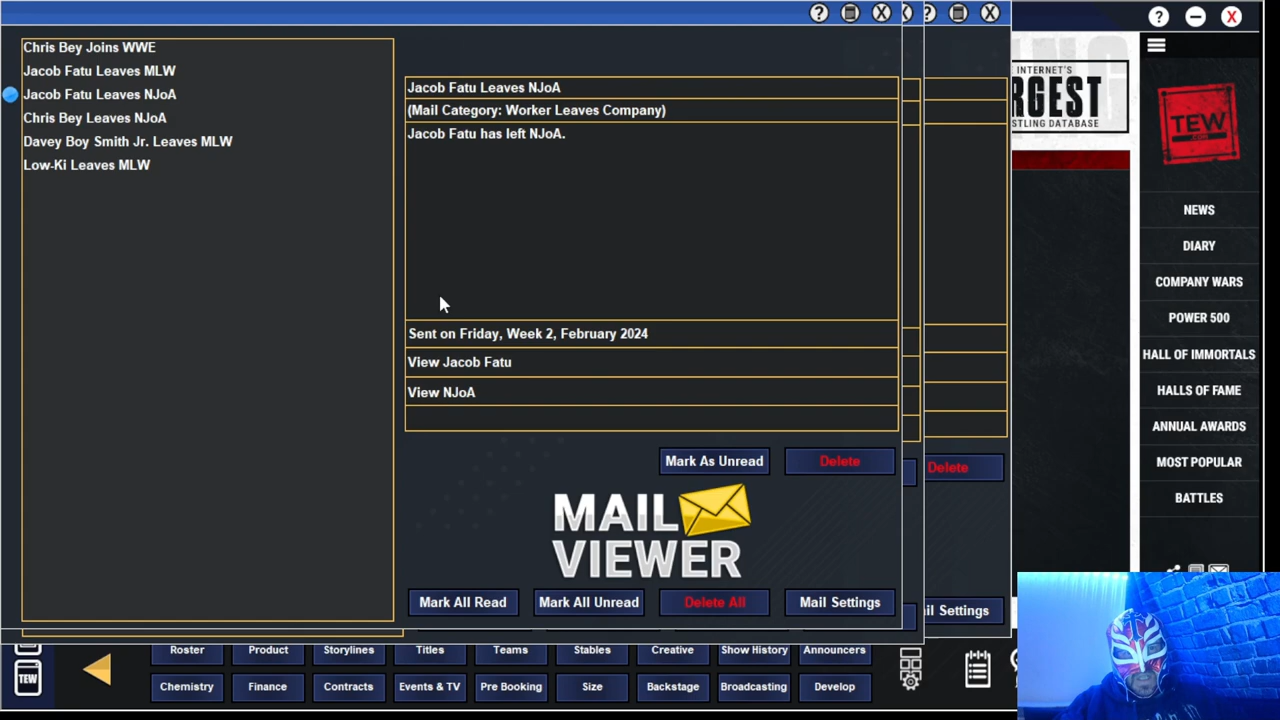 Chris Bey Joins WWE
Jacob Fatu Leaves MLW
Jacob Fatu Leaves NJoA
Chris Bey Leaves NJoA
Davey Boy Smith Jr. Leaves MLW
Low-Ki Leaves MLW
Jacob Fatu Leaves NJoA
(Mail Category: Worker Leaves Company)
Jacob Fatu has left NJoA.
Sent on Friday, Week 2, February 2024
View Jacob Fatu
View NJoA
Mark As Unread
Delete
Delete
MAIL
VIEWER
Mark All Read
Mark All Unread
Delete All
Mail Settings
il Settings
Roster
Product
Storylines
Titles
Teams
Stables
Creative
Show History
Announcers
Chemistry
Finance
Contracts
Events & TV
Pre Booking
Size
Backstage
Broadcasting
Develop
TEW
INTERNET'S
RGEST
STLING DATABASE
TEW
.COM
NEWS
DIARY
COMPANY WARS
POWER 500
HALL OF IMMORTALS
HALLS OF FAME
ANNUAL AWARDS
MOST POPULAR
BATTLES